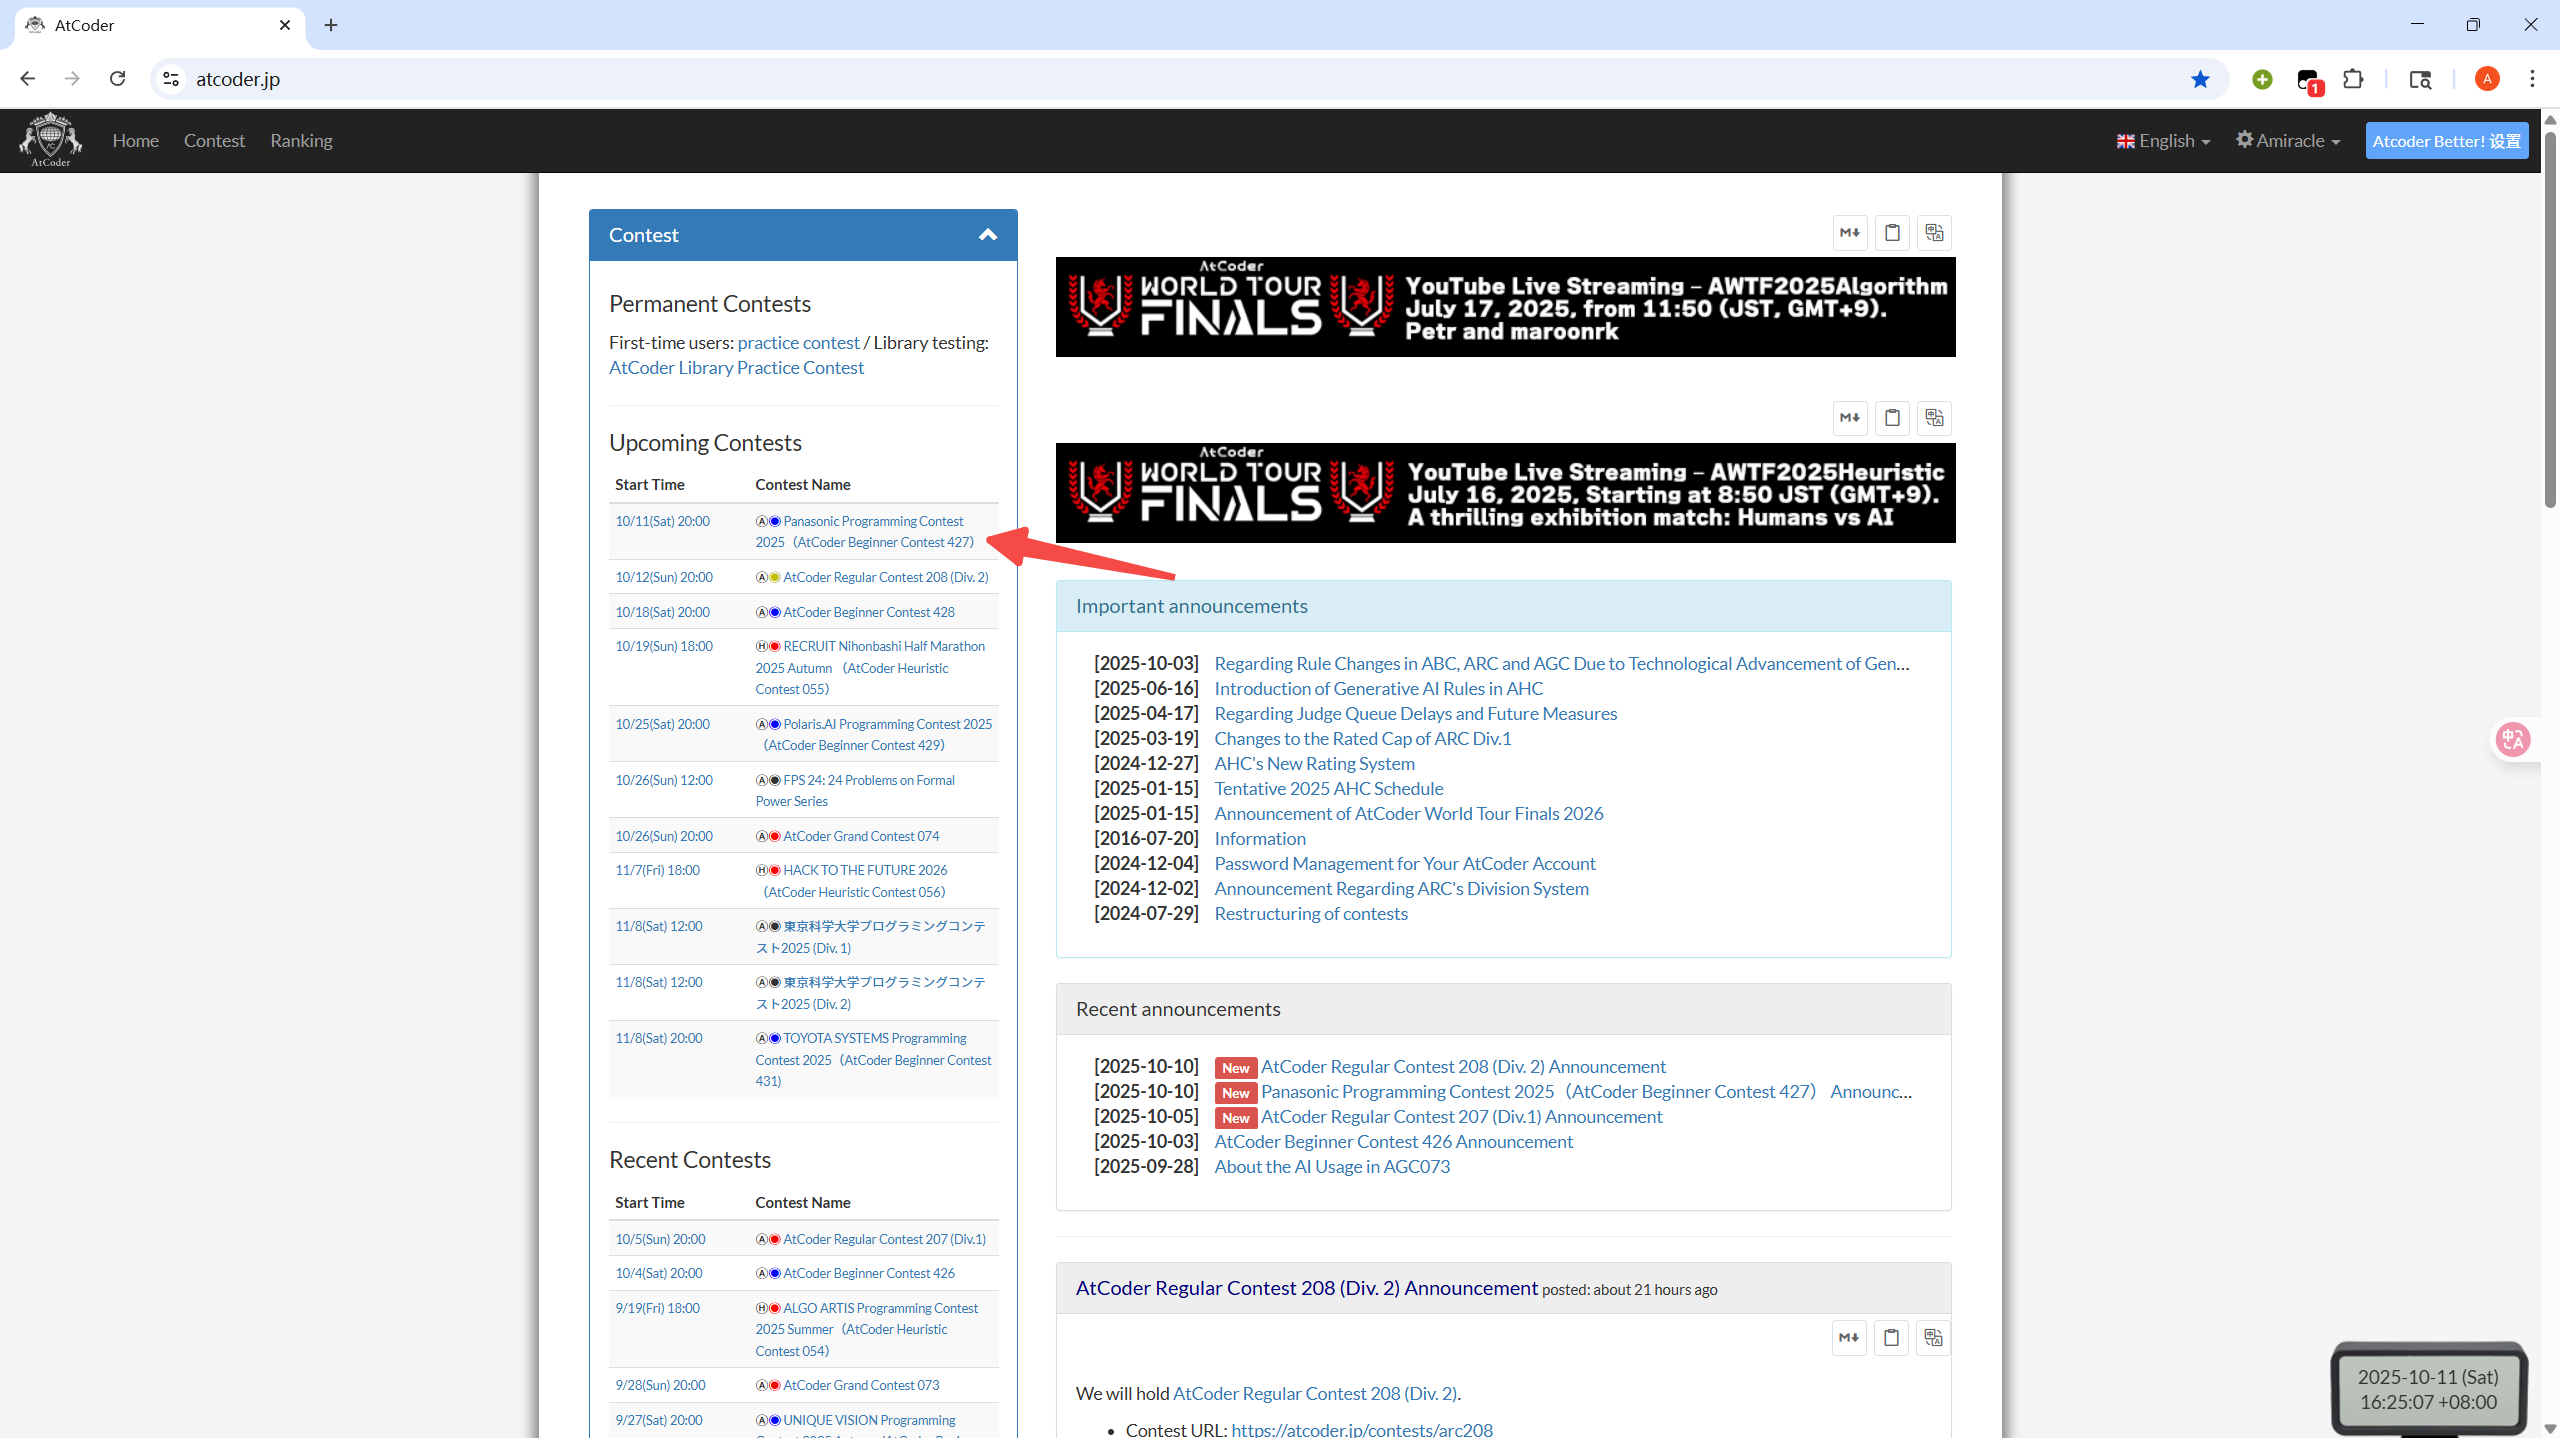 AtCoder
atcoder.jp
1
A
AtCoder
Home
Contest
Ranking
English
Amiracle
Atcoder Better! 设置
Contest
Permanent Contests
First-time users: practice contest / Library testing:
AtCoder Library Practice Contest
Upcoming Contests
Start Time Contest Name
10/11(Sat) 20:00 Ⓐ◉ Panasonic Programming Contest
2025（AtCoder Beginner Contest 427）
10/12(Sun) 20:00 Ⓐ◉ AtCoder Regular Contest 208 (Div. 2)
10/18(Sat) 20:00 Ⓐ◉ AtCoder Beginner Contest 428
10/19(Sun) 18:00 Ⓗ◉ RECRUIT Nihonbashi Half Marathon
2025 Autumn （AtCoder Heuristic
Contest 055）
10/25(Sat) 20:00 Ⓐ◉ Polaris.AI Programming Contest 2025
（AtCoder Beginner Contest 429）
10/26(Sun) 12:00 Ⓐ◉ FPS 24: 24 Problems on Formal
Power Series
10/26(Sun) 20:00 Ⓐ◉ AtCoder Grand Contest 074
11/7(Fri) 18:00 Ⓗ◉ HACK TO THE FUTURE 2026
（AtCoder Heuristic Contest 056）
11/8(Sat) 12:00 Ⓐ◉ 東京科学大学プログラミングコンテ
スト2025 (Div. 1)
11/8(Sat) 12:00 Ⓐ◉ 東京科学大学プログラミングコンテ
スト2025 (Div. 2)
11/8(Sat) 20:00 Ⓐ◉ TOYOTA SYSTEMS Programming
Contest 2025（AtCoder Beginner Contest
431）
Recent Contests
Start Time Contest Name
10/5(Sun) 20:00 Ⓐ◉ AtCoder Regular Contest 207 (Div.1)
10/4(Sat) 20:00 Ⓐ◉ AtCoder Beginner Contest 426
9/19(Fri) 18:00 Ⓗ◉ ALGO ARTIS Programming Contest
2025 Summer（AtCoder Heuristic
Contest 054）
9/28(Sun) 20:00 Ⓐ◉ AtCoder Grand Contest 073
9/27(Sat) 20:00 Ⓐ◉ UNIQUE VISION Programming
AtCoder
WORLD TOUR
FINALS
YouTube Live Streaming – AWTF2025Algorithm
July 17, 2025, from 11:50 (JST, GMT+9).
Petr and maroonrk
AtCoder
WORLD TOUR
FINALS
YouTube Live Streaming – AWTF2025Heuristic
July 16, 2025, Starting at 8:50 JST (GMT+9).
A thrilling exhibition match: Humans vs AI
Important announcements
[2025-10-03] Regarding Rule Changes in ABC, ARC and AGC Due to Technological Advancement of Gen...
[2025-06-16] Introduction of Generative AI Rules in AHC
[2025-04-17] Regarding Judge Queue Delays and Future Measures
[2025-03-19] Changes to the Rated Cap of ARC Div.1
[2024-12-27] AHC's New Rating System
[2025-01-15] Tentative 2025 AHC Schedule
[2025-01-15] Announcement of AtCoder World Tour Finals 2026
[2016-07-20] Information
[2024-12-04] Password Management for Your AtCoder Account
[2024-12-02] Announcement Regarding ARC's Division System
[2024-07-29] Restructuring of contests
Recent announcements
[2025-10-10] New AtCoder Regular Contest 208 (Div. 2) Announcement
[2025-10-10] New Panasonic Programming Contest 2025（AtCoder Beginner Contest 427） Announc...
[2025-10-05] New AtCoder Regular Contest 207 (Div.1) Announcement
[2025-10-03] AtCoder Beginner Contest 426 Announcement
[2025-09-28] About the AI Usage in AGC073
AtCoder Regular Contest 208 (Div. 2) Announcement posted: about 21 hours ago
We will hold AtCoder Regular Contest 208 (Div. 2).
• Contest URL: https://atcoder.jp/contests/arc208
2025-10-11 (Sat)
16:25:07 +08:00